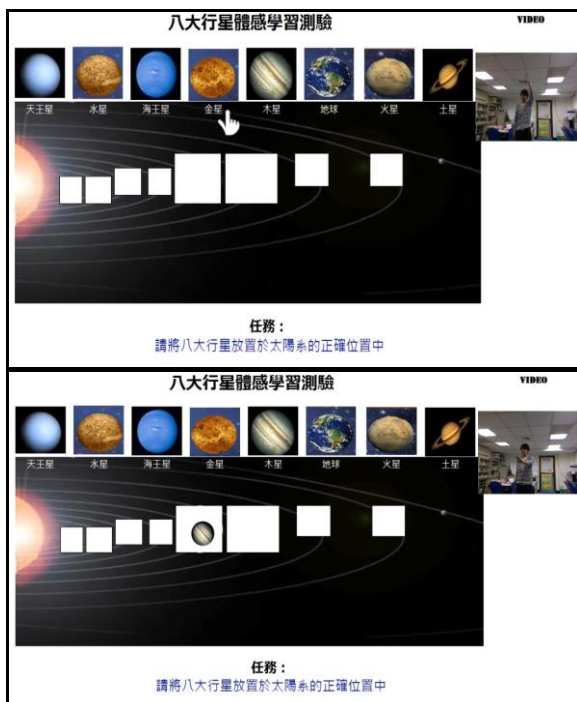 八大行星體感學習測驗
VIDEO
天王星 水星 海王星 金星 木星 地球 火星 土星
任務：
請將八大行星放置於太陽系的正確位置中
八大行星體感學習測驗
VIDEO
天王星 水星 海王星 金星 木星 地球 火星 土星
任務：
請將八大行星放置於太陽系的正確位置中